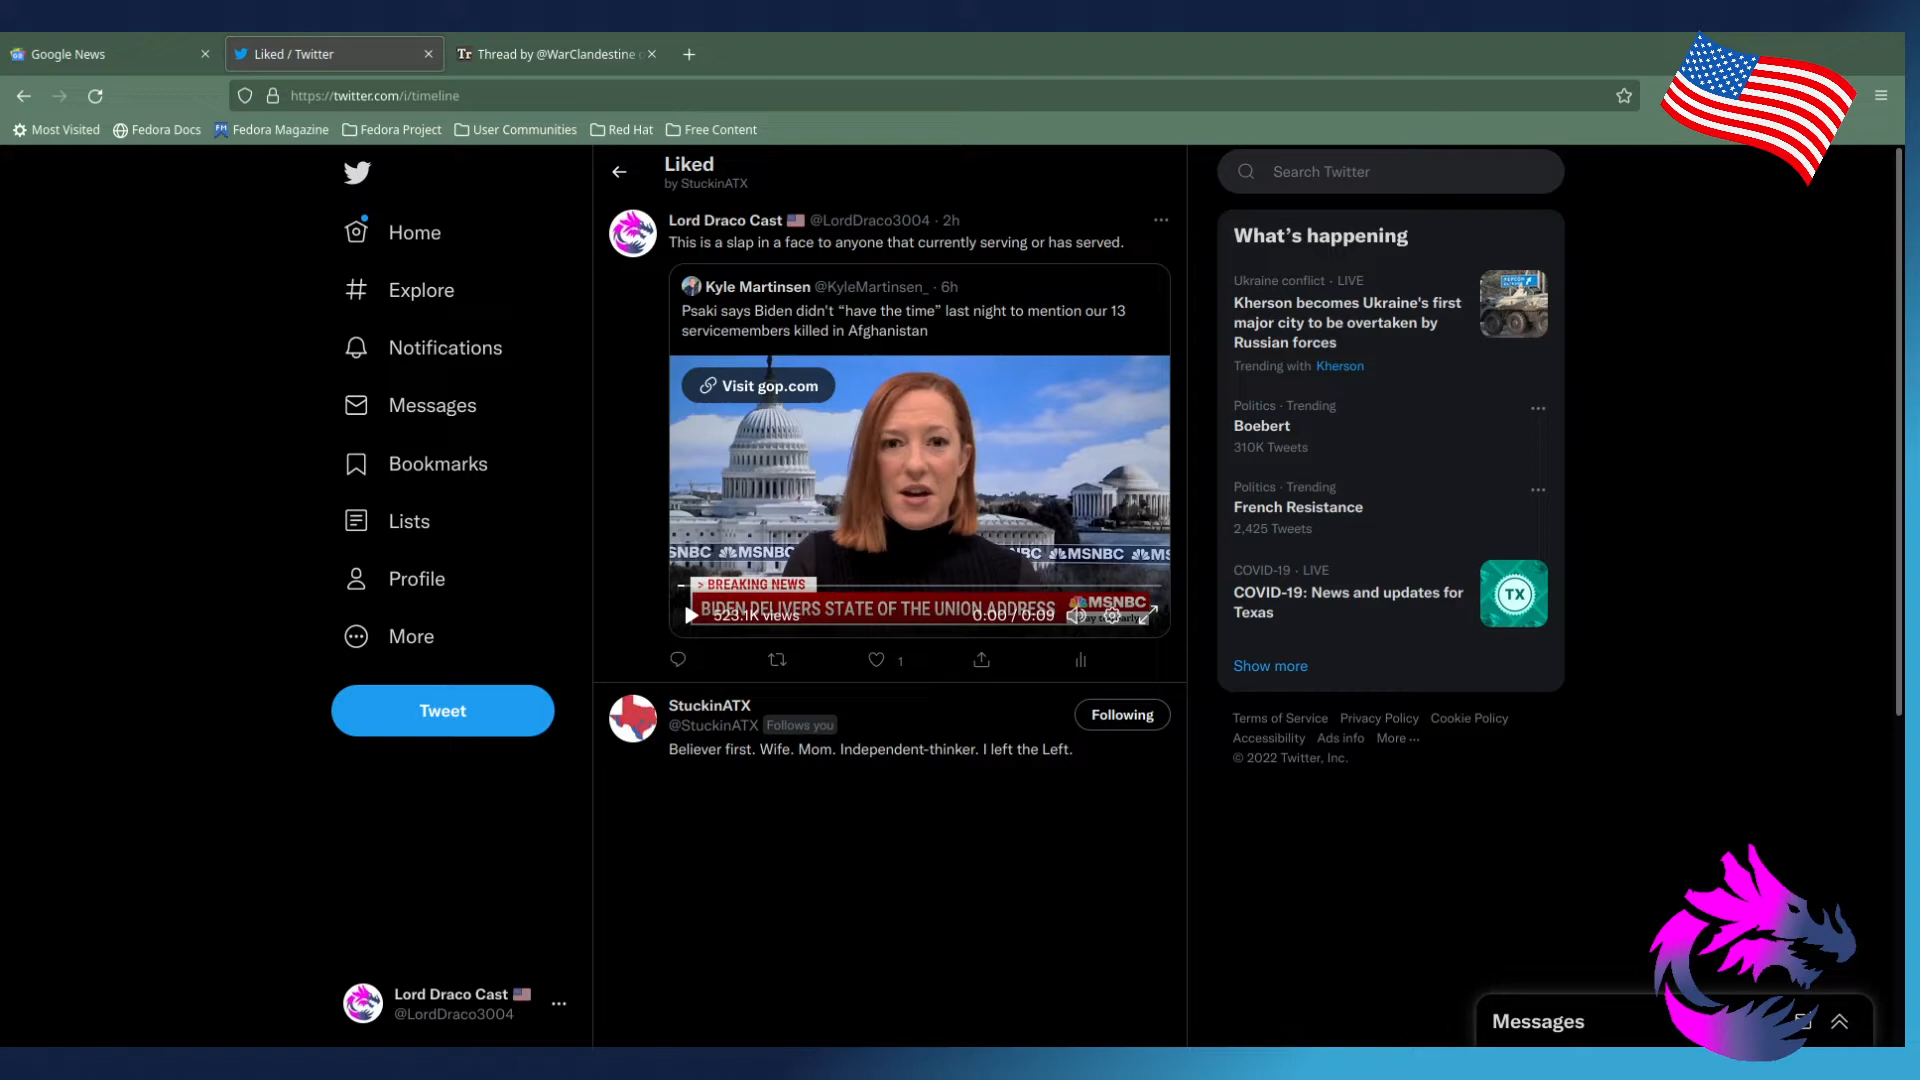 Google News
Liked / Twitter
Tr Thread by @WarClandestine
https://twitter.com/i/timeline
Most Visited
Fedora Docs
Fedora Magazine
Fedora Project
User Communities
Red Hat
Free Content
Home
Explore
Notifications
Messages
Bookmarks
Lists
Profile
More
Tweet
Lord Draco Cast
@LordDraco3004
Liked
by StuckinATX
Lord Draco Cast @LordDraco3004 · 2h
This is a slap in a face to anyone that currently serving or has served.
Kyle Martinsen @KyleMartinsen_ · 6h
Psaki says Biden didn't “have the time” last night to mention our 13
servicemembers killed in Afghanistan
Visit gop.com
SNBC MSNBC MSNBC
> BREAKING NEWS
BIDEN DELIVERS STATE OF THE UNION ADDRESS
MSNBC
523.1K views
0:00 / 0:09
1
StuckinATX
@StuckinATX Follows you
Following
Believer first. Wife. Mom. Independent-thinker. I left the Left.
Search Twitter
What’s happening
Ukraine conflict · LIVE
Kherson becomes Ukraine's first
major city to be overtaken by
Russian forces
Trending with Kherson
Politics · Trending
Boebert
310K Tweets
Politics · Trending
French Resistance
2,425 Tweets
COVID-19 · LIVE
COVID-19: News and updates for
Texas
TX
Show more
Terms of Service Privacy Policy Cookie Policy
Accessibility Ads info More ···
© 2022 Twitter, Inc.
Messages